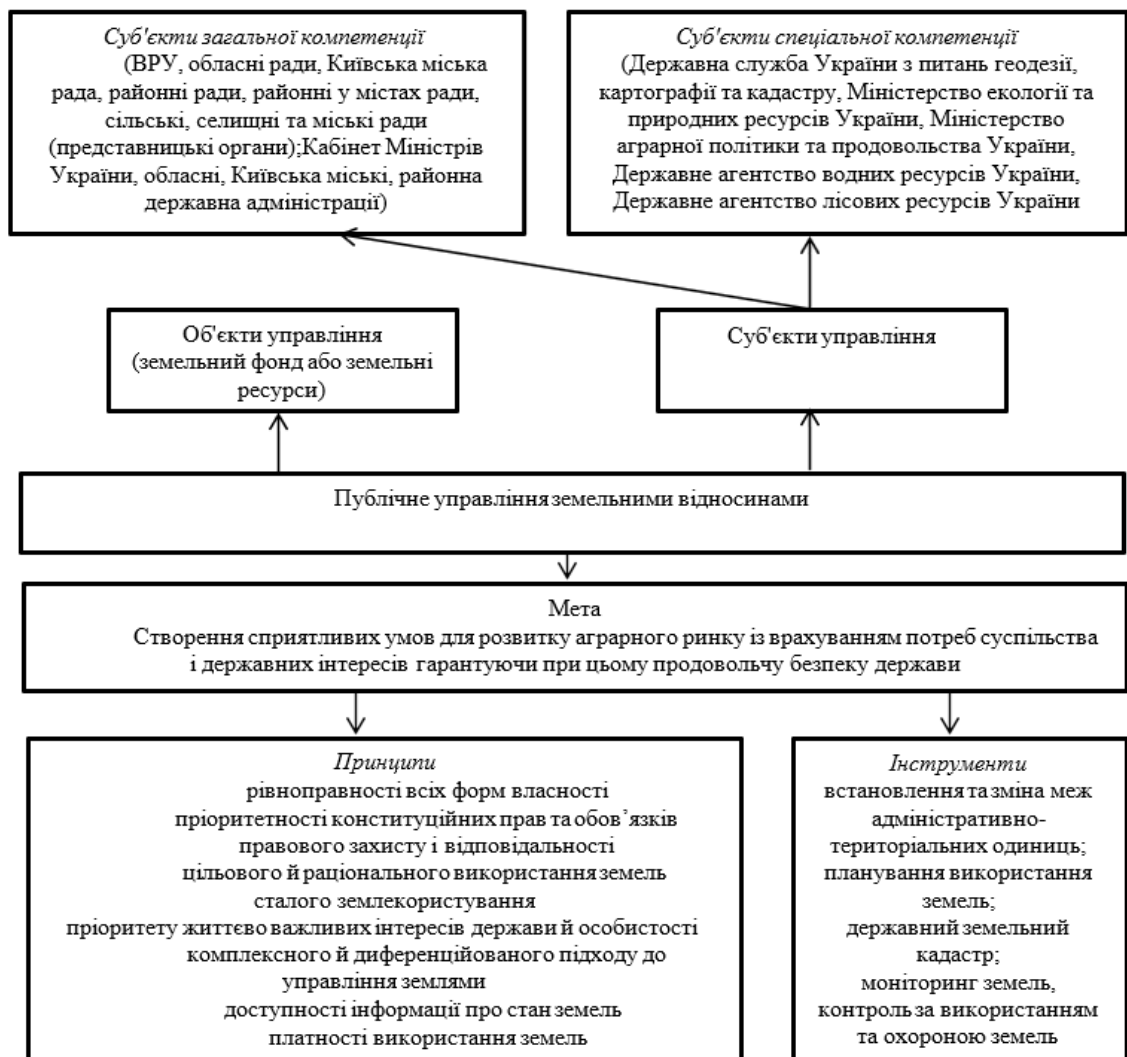 Суб'єкти загальної компетенції
(ВРУ, обласні ради, Київська міська
рада, районні ради, районні у містах ради,
сільські, селищні та міські ради
(представницькі органи);Кабінет Міністрів
України, обласні, Київська міські, районна
державна адміністрації)
Суб'єкти спеціальної компетенції
(Державна служба України з питань геодезії,
картографії та кадастру, Міністерство екології та
природних ресурсів України, Міністерство
аграрної політики та продовольства України,
Державне агентство водних ресурсів України,
Державне агентство лісових ресурсів України
Об'єкти управління
(земельний фонд або земельні
ресурси)
Суб'єкти управління
Публічне управління земельними відносинами
Мета
Створення сприятливих умов для розвитку аграрного ринку із врахуванням потреб суспільства
і державних інтересів гарантуючи при цьому продовольчу безпеку держави
Принципи
рівноправності всіх форм власності
пріоритетності конституційних прав та обов’язків
правового захисту і відповідальності
цільового й раціонального використання земель
сталого землекористування
пріоритету життєво важливих інтересів держави й особистості
комплексного й диференційованого підходу до
управління землями
доступності інформації про стан земель
платності використання земель
Інструменти
встановлення та зміна меж
адміністративно-
територіальних одиниць;
планування використання
земель;
державний земельний
кадастр;
моніторинг земель,
контроль за використанням
та охороною земель